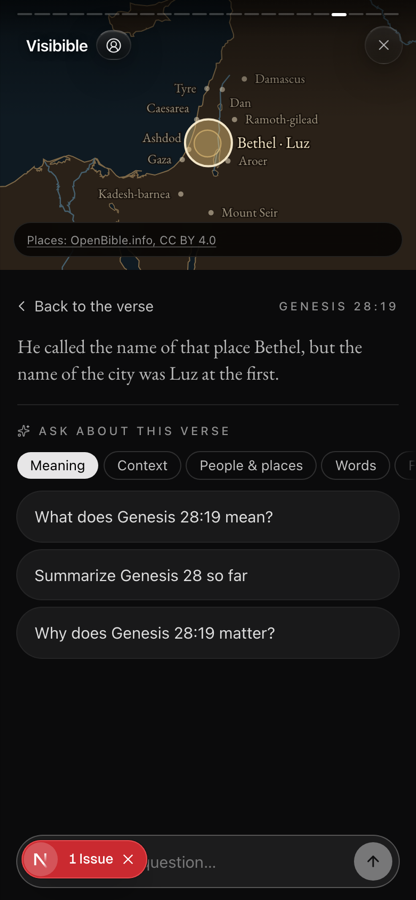 Visibible
Damascus
Tyre
Dan
Caesarea
Ramoth-gilead
Ashdod
Bethel · Luz
Gaza
Aroer
Kadesh-barnea
Mount Seir
Places: OpenBible.info, CC BY 4.0
Back to the verse
GENESIS 28:19
He called the name of that place Bethel, but the
name of the city was Luz at the first.
ASK ABOUT THIS VERSE
Meaning
Context
People & places
Words
What does Genesis 28:19 mean?
Summarize Genesis 28 so far
Why does Genesis 28:19 matter?
N
1 Issue
question...